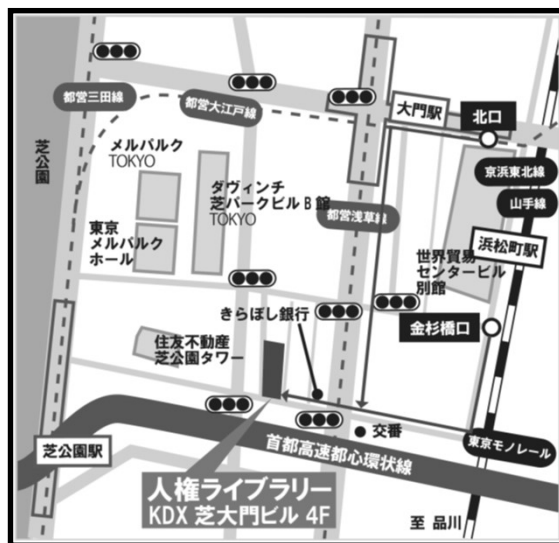 都営三田線
都営大江戸線
大門駅
北口
芝公園
メルパルク
TOKYO
ダヴィンチ
芝パークビルB館
TOKYO
京浜東北線
山手線
東京
メルパルク
ホール
都営浅草線
世界貿易
センタービル
別館
浜松町駅
きらぼし銀行
金杉橋口
住友不動産
芝公園タワー
交番
芝公園駅
首都高速都心環状線
東京モノレール
人権ライブラリー
KDX 芝大門ビル 4F
至 品川